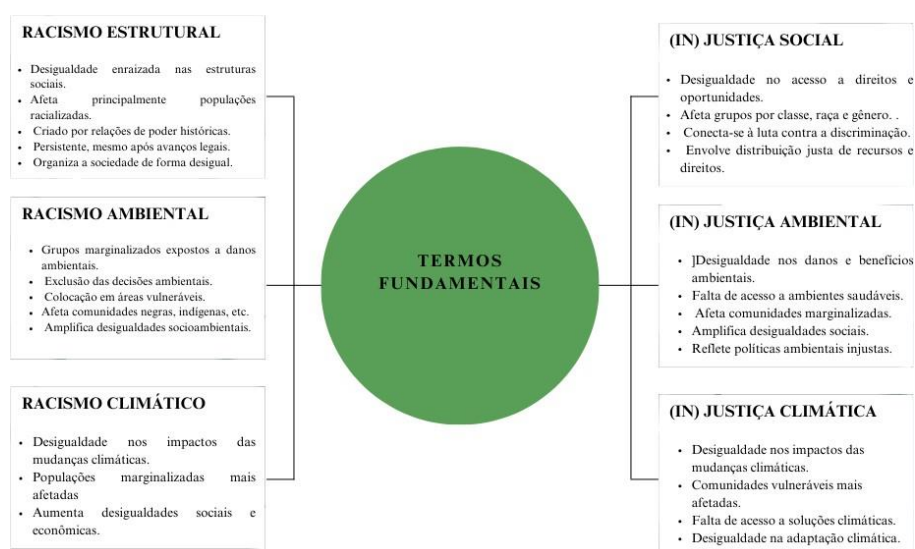 RACISMO ESTRUTURAL
• Desigualdade enraizada nas estruturas
sociais.
• Afeta principalmente populações
racializadas.
• Criado por relações de poder históricas.
• Persistente, mesmo após avanços legais.
• Organiza a sociedade de forma desigual.
RACISMO AMBIENTAL
• Grupos marginalizados expostos a danos
ambientais.
• Exclusão das decisões ambientais.
• Colocação em áreas vulneráveis.
• Afeta comunidades negras, indígenas, etc.
• Amplifica desigualdades socioambientais.
RACISMO CLIMÁTICO
• Desigualdade nos impactos das
mudanças climáticas.
• Populações marginalizadas mais
afetadas
• Aumenta desigualdades sociais e
econômicas.
TERMOS
FUNDAMENTAIS
(IN) JUSTIÇA SOCIAL
• Desigualdade no acesso a direitos e
oportunidades.
• Afeta grupos por classe, raça e gênero. .
• Conecta-se à luta contra a discriminação.
• Envolve distribuição justa de recursos e
direitos.
(IN) JUSTIÇA AMBIENTAL
• ]Desigualdade nos danos e benefícios
ambientais.
• Falta de acesso a ambientes saudáveis.
• Afeta comunidades marginalizadas.
• Amplifica desigualdades sociais.
• Reflete políticas ambientais injustas.
(IN) JUSTIÇA CLIMÁTICA
• Desigualdade nos impactos das
mudanças climáticas.
• Comunidades vulneráveis mais
afetadas.
• Falta de acesso a soluções climáticas.
• Desigualdade na adaptação climática.